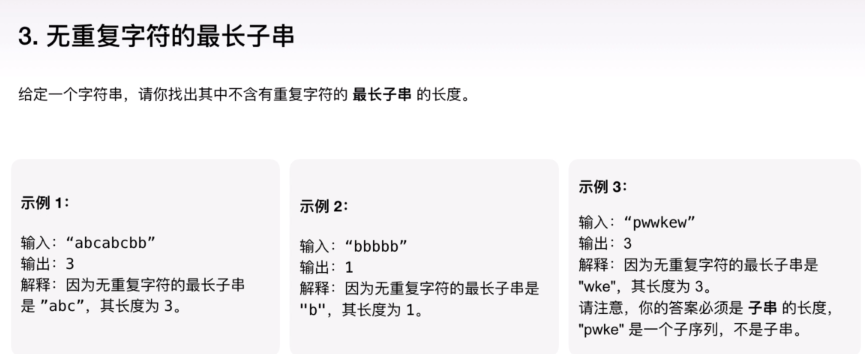 3. 无重复字符的最长子串
给定一个字符串，请你找出其中不含有重复字符的 最长子串 的长度。
示例 1：
输入：“abcabcbb”
输出：3
解释：因为无重复字符的最长子串
是 ”abc”，其长度为 3。
示例 2：
输入：“bbbbb”
输出：1
解释：因为无重复字符的最长子串是
"b"，其长度为 1。
示例 3：
输入：“pwwkew”
输出：3
解释：因为无重复字符的最长子串是
"wke"，其长度为 3。
请注意，你的答案必须是 子串 的长度，
"pwke" 是一个子序列，不是子串。